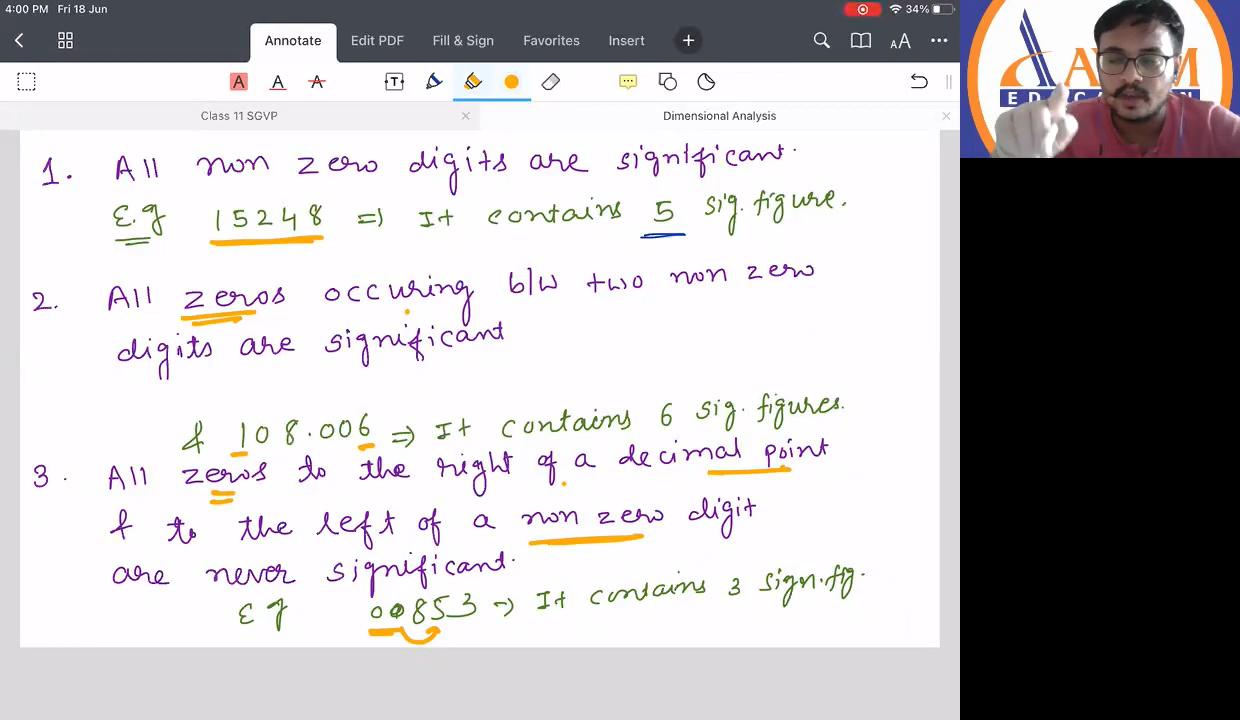 4:00 PM Fri 18 Jun
34%
Annotate Edit PDF Fill & Sign Favorites Insert
A A A T AA
Class 11 SGVP Dimensional Analysis
1. All non zero digits are significant.
E.g 15248 => It contains 5 sig. figure.
2. All zeros occuring b/w two non zero
digits are significant
& 108.006 => It contains 6 sig. figures.
3. All zeros to the right of a decimal point
& to the left of a non zero digit
are never significant.
Eg 00853 => It contains 3 sign. fig.